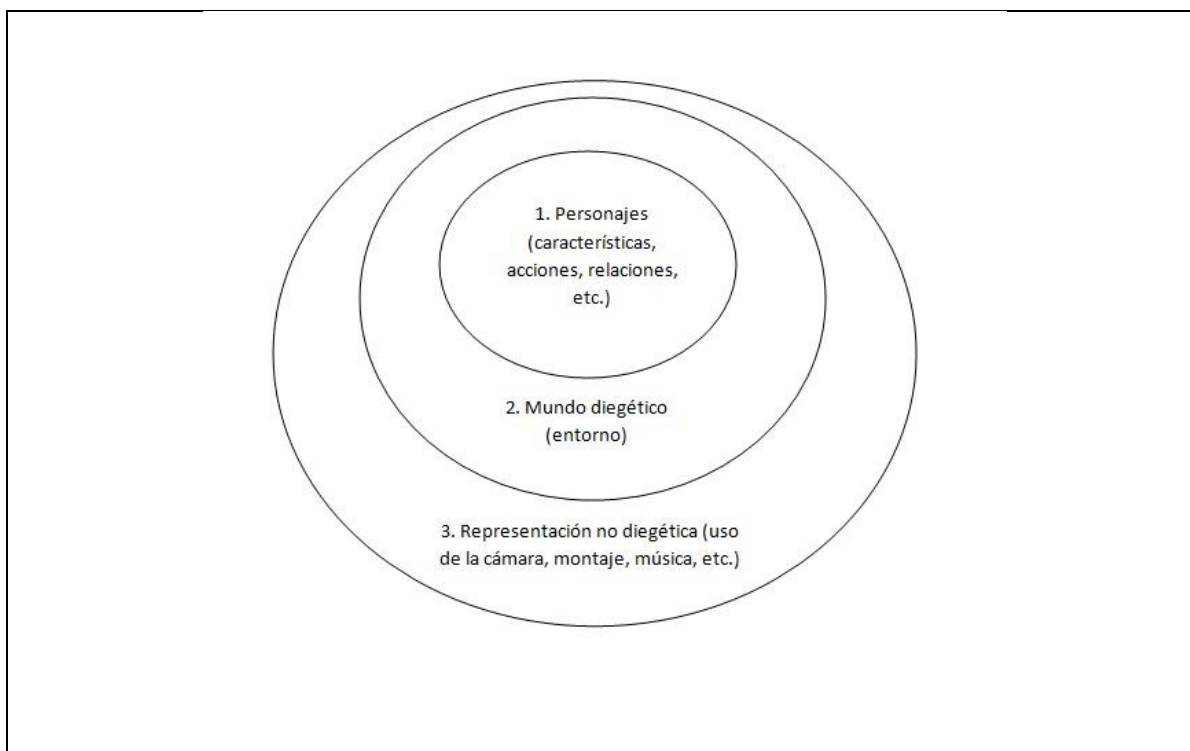 1. Personajes
(características,
acciones, relaciones,
etc.)
2. Mundo diegético
(entorno)
3. Representación no diegética (uso
de la cámara, montaje, música, etc.)